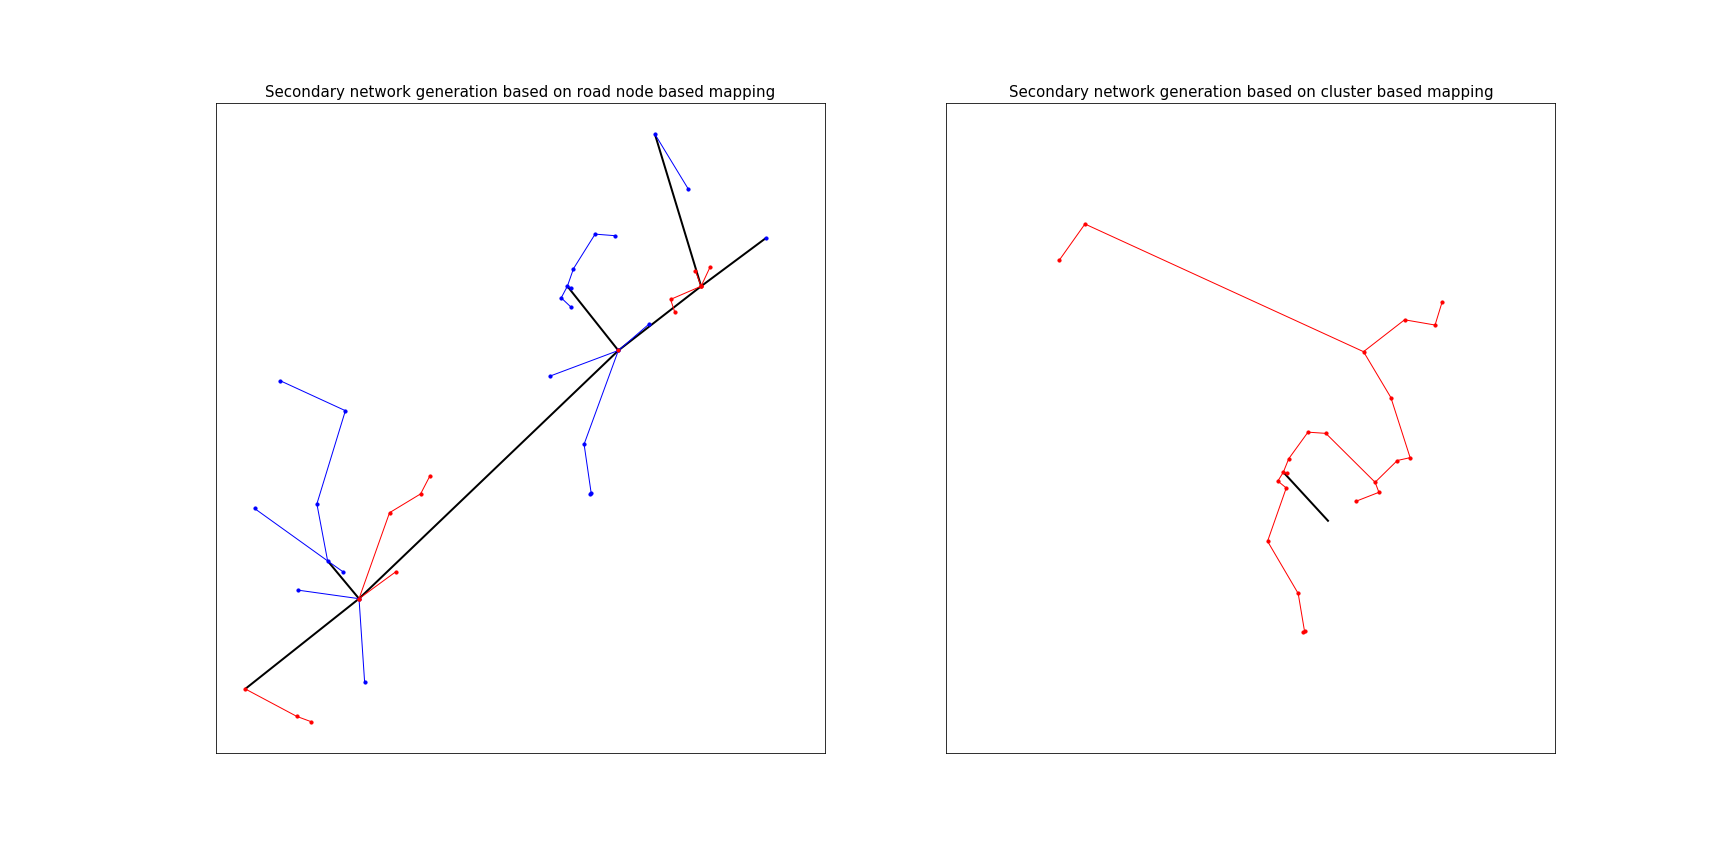 Secondary network generation based on road node based mapping
Secondary network generation based on cluster based mapping